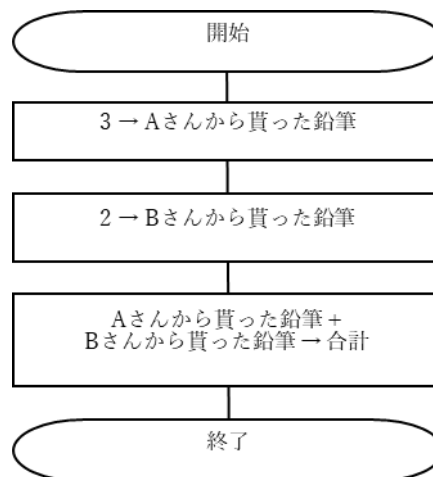 開始
3 → Aさんから貰った鉛筆
2 → Bさんから貰った鉛筆
Aさんから貰った鉛筆 +
Bさんから貰った鉛筆 → 合計
終了